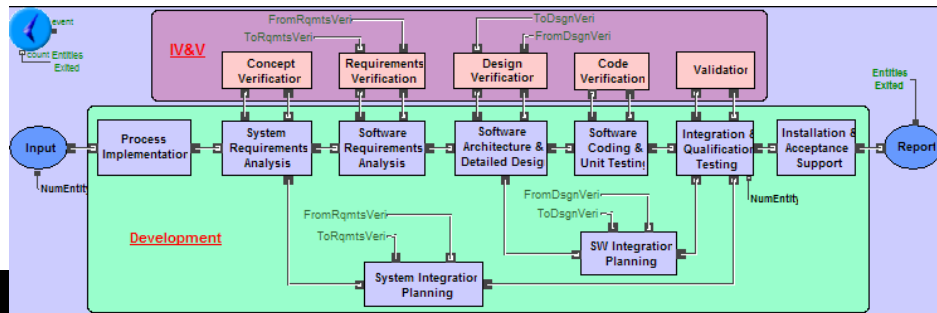 event
count Entities
Exited
IV&V
FromRqmtsVeri
ToRqmtsVeri
ToDsgnVeri
FromDsgnVeri
Concept
Verification
Requirements
Verification
Design
Verification
Code
Verification
Validation
Entities
Exited
Input
Process
Implementation
System
Requirements
Analysis
Software
Requirements
Analysis
Software
Architecture &
Detailed Desig
Software
Coding &
Unit Testing
Integration &
Qualification
Testing
Installation &
Acceptance
Support
Report
NumEntity
NumEntity
FromDsgnVeri
ToDsgnVeri
FromRqmtsVeri
ToRqmtsVeri
Development
SW Integration
Planning
System Integration
Planning